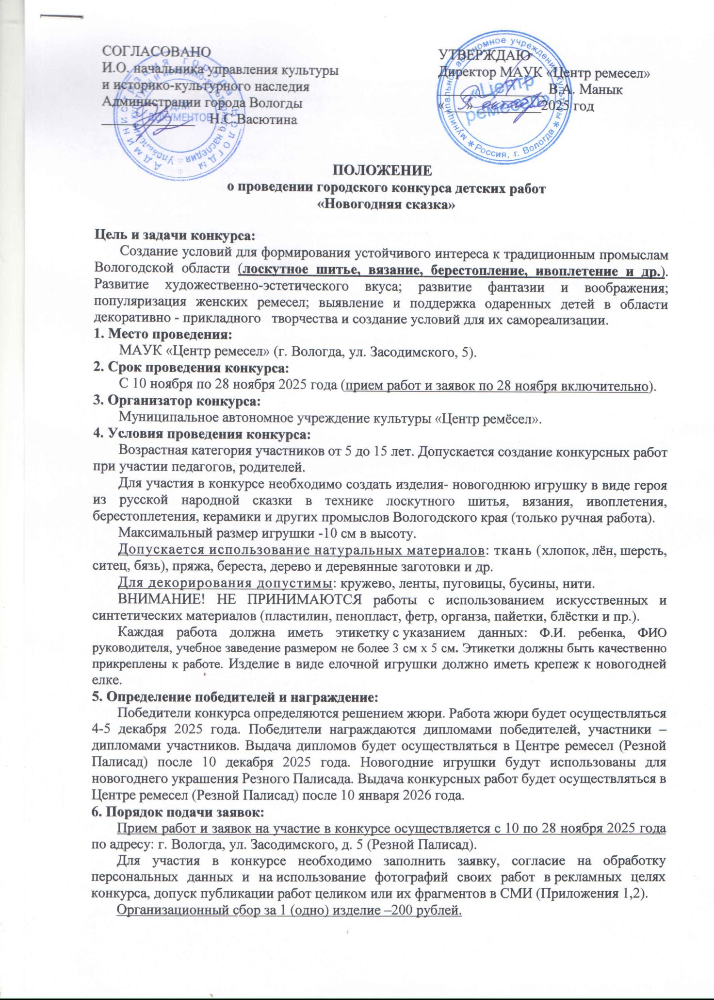 СОГЛАСОВАНО
И.О. начальника управления культуры
и историко-культурного наследия
Администрации города Вологды
Н.С.Васютина
АДМИНИСТРАЦИЯ ГОРОДА ВОЛОГДЫ
ДЛЯ
ДОКУМЕНТОВ
УТВЕРЖДАЮ
Директор МАУК «Центр ремесел»
В.А. Манык
« » 2025 год
муниципальное автономное учреждение культуры * Россия, г. Вологда *
«Центр
ремесел»
ПОЛОЖЕНИЕ
о проведении городского конкурса детских работ
«Новогодняя сказка»
Цель и задачи конкурса:
Создание условий для формирования устойчивого интереса к традиционным промыслам
Вологодской области (лоскутное шитье, вязание, берестопление, ивоплетение и др.).
Развитие художественно-эстетического вкуса; развитие фантазии и воображения;
популяризация женских ремесел; выявление и поддержка одаренных детей в области
декоративно - прикладного творчества и создание условий для их самореализации.
1. Место проведения:
МАУК «Центр ремесел» (г. Вологда, ул. Засодимского, 5).
2. Срок проведения конкурса:
С 10 ноября по 28 ноября 2025 года (прием работ и заявок по 28 ноября включительно).
3. Организатор конкурса:
Муниципальное автономное учреждение культуры «Центр ремёсел».
4. Условия проведения конкурса:
Возрастная категория участников от 5 до 15 лет. Допускается создание конкурсных работ
при участии педагогов, родителей.
Для участия в конкурсе необходимо создать изделия- новогоднюю игрушку в виде героя
из русской народной сказки в технике лоскутного шитья, вязания, ивоплетения,
берестоплетения, керамики и других промыслов Вологодского края (только ручная работа).
Максимальный размер игрушки -10 см в высоту.
Допускается использование натуральных материалов: ткань (хлопок, лён, шерсть,
ситец, бязь), пряжа, береста, дерево и деревянные заготовки и др.
Для декорирования допустимы: кружево, ленты, пуговицы, бусины, нити.
ВНИМАНИЕ! НЕ ПРИНИМАЮТСЯ работы с использованием искусственных и
синтетических материалов (пластилин, пенопласт, фетр, органза, пайетки, блёстки и пр.).
Каждая работа должна иметь этикетку с указанием данных: Ф.И. ребенка, ФИО
руководителя, учебное заведение размером не более 3 см х 5 см. Этикетки должны быть качественно
прикреплены к работе. Изделие в виде елочной игрушки должно иметь крепеж к новогодней
елке.
5. Определение победителей и награждение:
Победители конкурса определяются решением жюри. Работа жюри будет осуществляться
4-5 декабря 2025 года. Победители награждаются дипломами победителей, участники –
дипломами участников. Выдача дипломов будет осуществляться в Центре ремесел (Резной
Палисад) после 10 декабря 2025 года. Новогодние игрушки будут использованы для
новогоднего украшения Резного Палисада. Выдача конкурсных работ будет осуществляться в
Центре ремесел (Резной Палисад) после 10 января 2026 года.
6. Порядок подачи заявок:
Прием работ и заявок на участие в конкурсе осуществляется с 10 по 28 ноября 2025 года
по адресу: г. Вологда, ул. Засодимского, д. 5 (Резной Палисад).
Для участия в конкурсе необходимо заполнить заявку, согласие на обработку
персональных данных и на использование фотографий своих работ в рекламных целях
конкурса, допуск публикации работ целиком или их фрагментов в СМИ (Приложения 1,2).
Организационный сбор за 1 (одно) изделие –200 рублей.